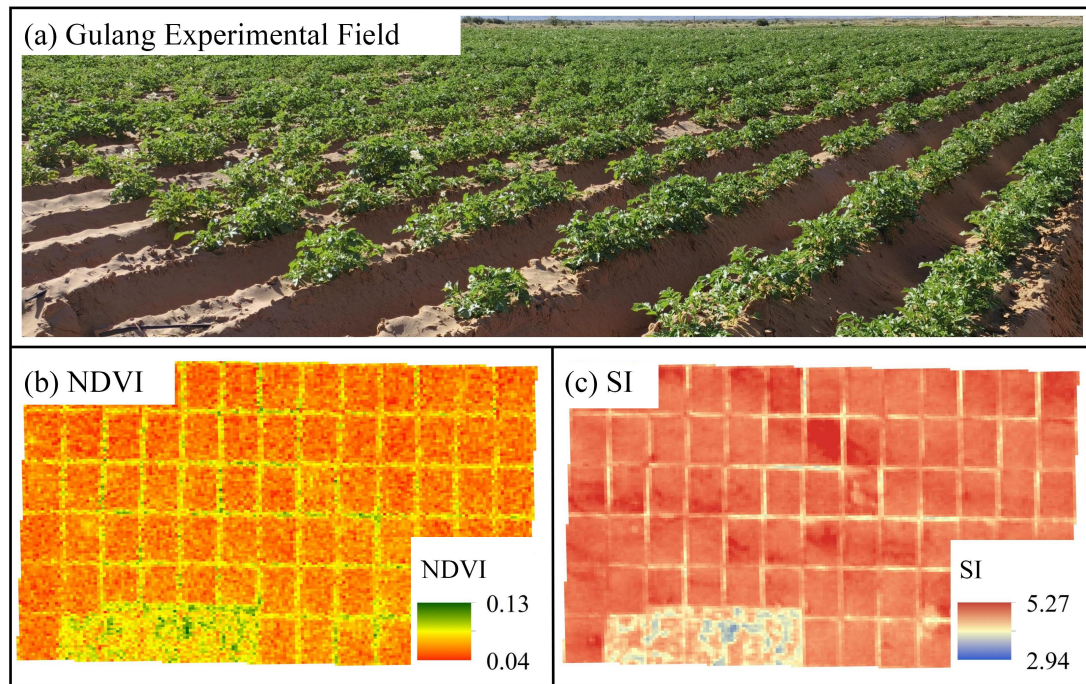 (a) Gulang Experimental Field
(b) NDVI
NDVI
0.13
0.04
(c) SI
SI
5.27
2.94